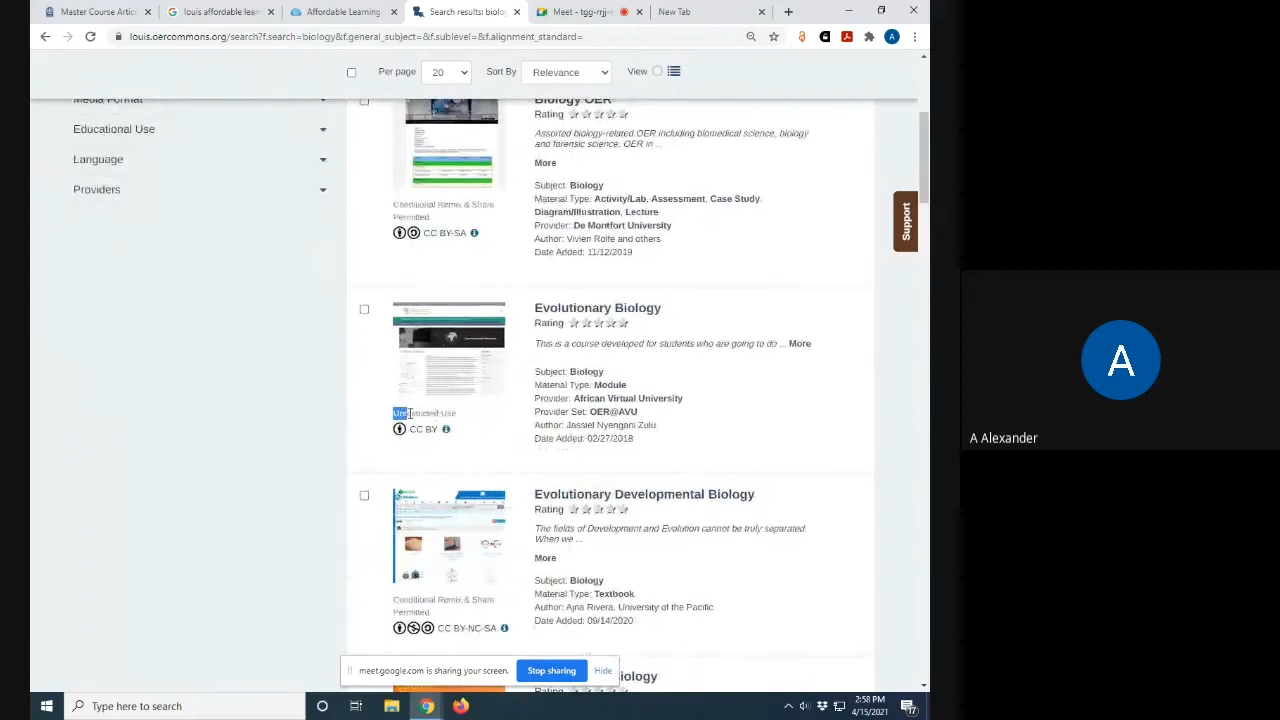 Master Course Artic
louis affordable lear
Affordable Learning
Search results: biolog
Meet - tgg-rrji-r
New Tab
louis.oercommons.org/search?f.search=biology&f.general_subject=&f.sublevel=&f.alignment_standard=
A
Per page 20 Sort By Relevance View
Media Format
Educational Use
Language
Providers
Biology OER
Rating
Assorted biology-related OER including biomedical science, biology
and forensic science. OER in ...
More
Subject: Biology
Material Type: Activity/Lab, Assessment, Case Study,
Diagram/Illustration, Lecture
Provider: De Montfort University
Author: Vivien Rolfe and others
Date Added: 11/12/2019
Conditional Remix & Share
Permitted
CC BY-SA
Support
Evolutionary Biology
Rating
This is a course developed for students who are going to do ... More
Subject: Biology
Material Type: Module
Provider: African Virtual University
Provider Set: OER@AVU
Author: Jassiel Nyengani Zulu
Date Added: 02/27/2018
Unrestricted Use
CC BY
Evolutionary Developmental Biology
Rating
The fields of Development and Evolution cannot be truly separated.
When we ...
More
Subject: Biology
Material Type: Textbook
Author: Ajna Rivera, University of the Pacific
Date Added: 09/14/2020
Conditional Remix & Share
Permitted
CC BY-NC-SA
meet.google.com is sharing your screen.
Stop sharing
Hide
Biology
Rating
Type here to search
2:58 PM
4/15/2021
17
A
A Alexander